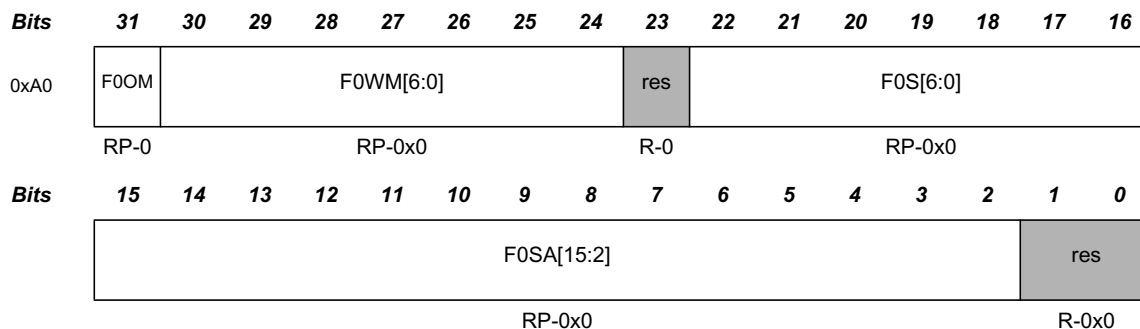 Bits 31 30 29 28 27 26 25 24 23 22 21 20 19 18 17 16
0xA0 F0OM F0WM[6:0] res F0S[6:0]
RP-0 RP-0x0 R-0 RP-0x0
Bits 15 14 13 12 11 10 9 8 7 6 5 4 3 2 1 0
F0SA[15:2] res
RP-0x0 R-0x0